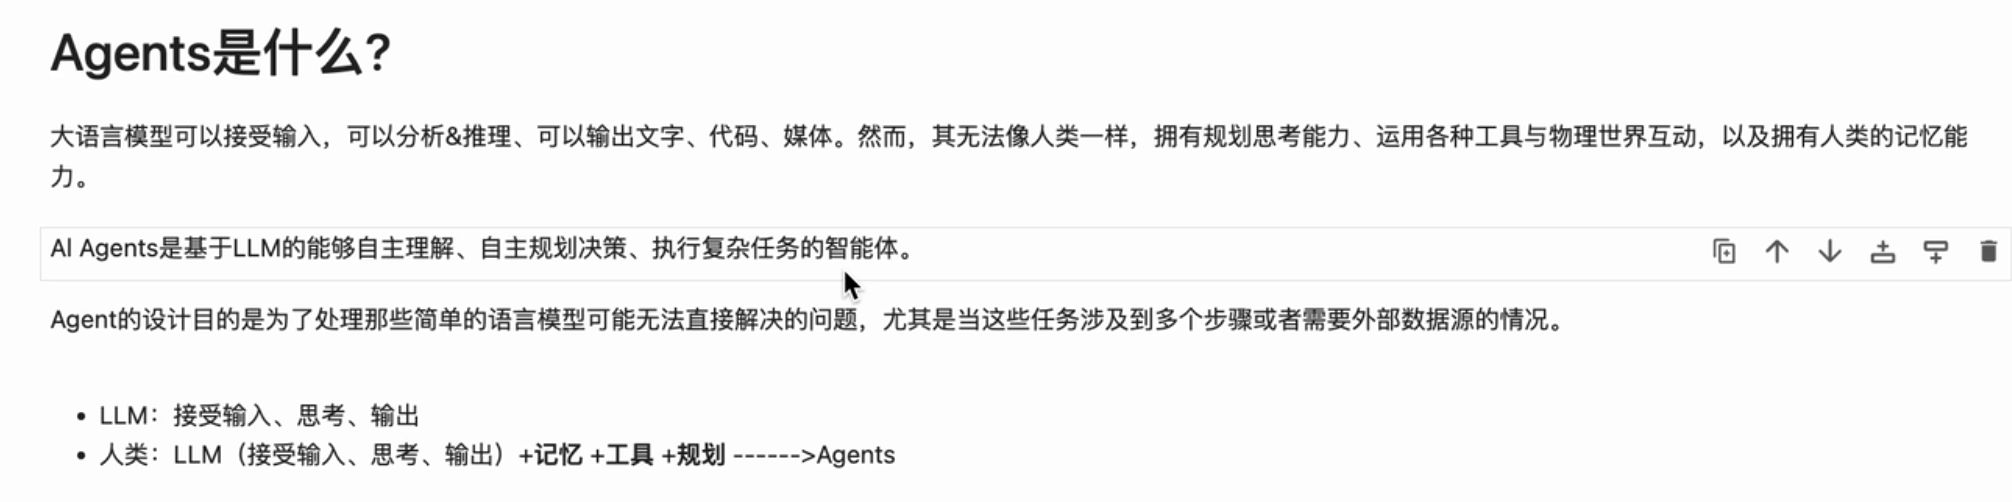 Agents是什么？
大语言模型可以接受输入，可以分析&推理、可以输出文字、代码、媒体。然而，其无法像人类一样，拥有规划思考能力、运用各种工具与物理世界互动，以及拥有人类的记忆能
力。
AI Agents是基于LLM的能够自主理解、自主规划决策、执行复杂任务的智能体。
Agent的设计目的是为了处理那些简单的语言模型可能无法直接解决的问题，尤其是当这些任务涉及到多个步骤或者需要外部数据源的情况。
• LLM：接受输入、思考、输出
• 人类：LLM（接受输入、思考、输出）+记忆 +工具 +规划 ------>Agents